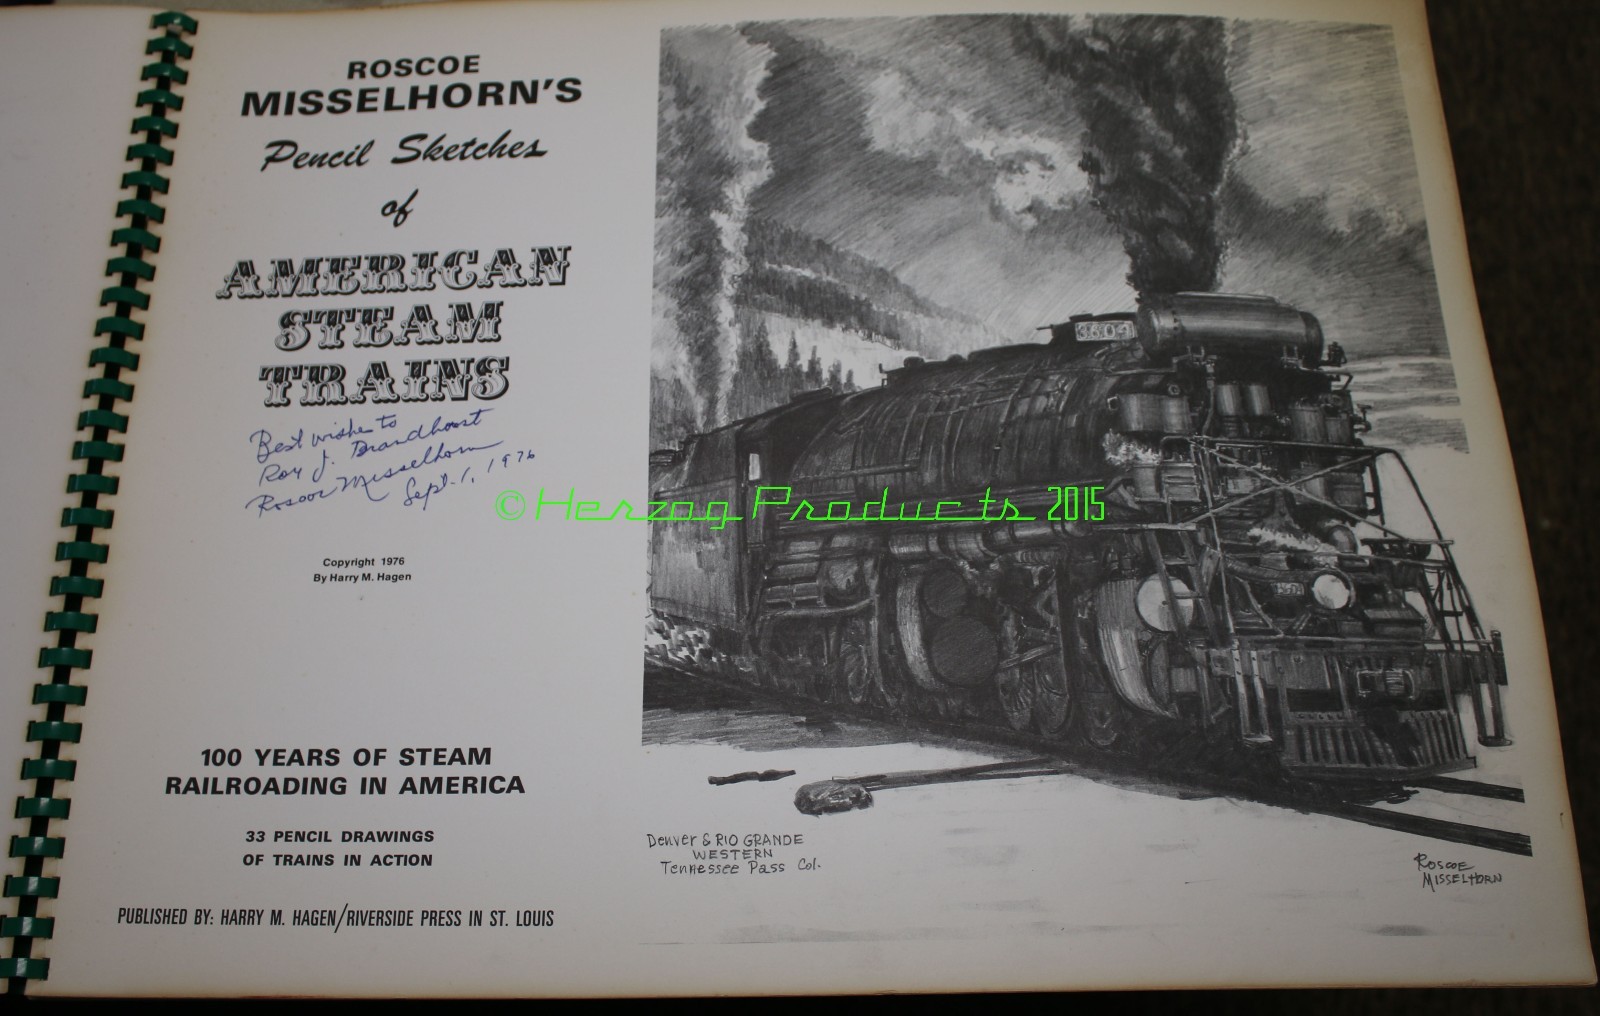 ROSCOE
MISSELHORN'S
Pencil Sketches
of
AMERICAN
STEAM
TRAINS
Best wishes to
Roy J. Brandhorst
Roscoe Misselhorn
Sept. 1, 1976
Copyright 1976
By Harry M. Hagen
100 YEARS OF STEAM
RAILROADING IN AMERICA
33 PENCIL DRAWINGS
OF TRAINS IN ACTION
PUBLISHED BY: HARRY M. HAGEN/RIVERSIDE PRESS IN ST. LOUIS
3604
© Herzog Products 2015
Denver & RIO GRANDE
WESTERN
Tennessee Pass Col.
ROSCOE
MISSELHORN